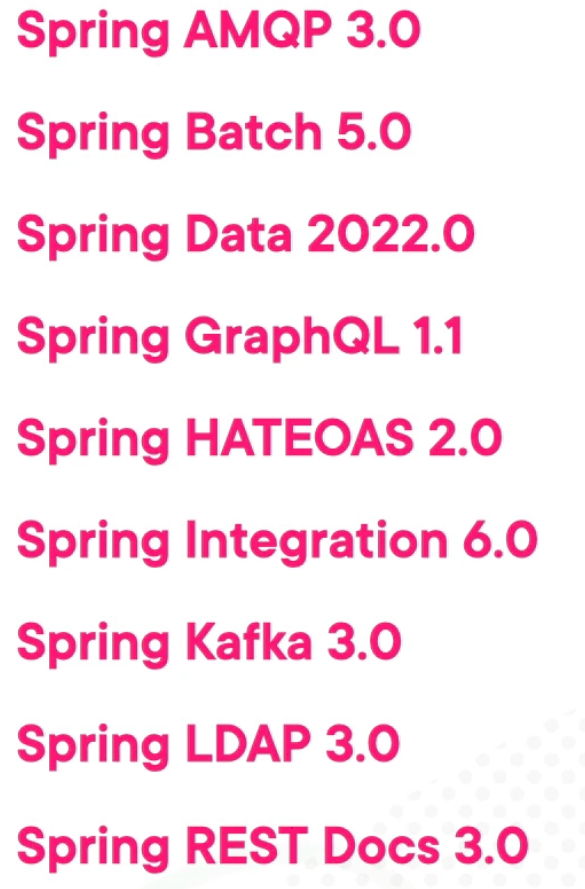 Spring AMQP 3.0
Spring Batch 5.0
Spring Data 2022.0
Spring GraphQL 1.1
Spring HATEOAS 2.0
Spring Integration 6.0
Spring Kafka 3.0
Spring LDAP 3.0
Spring REST Docs 3.0